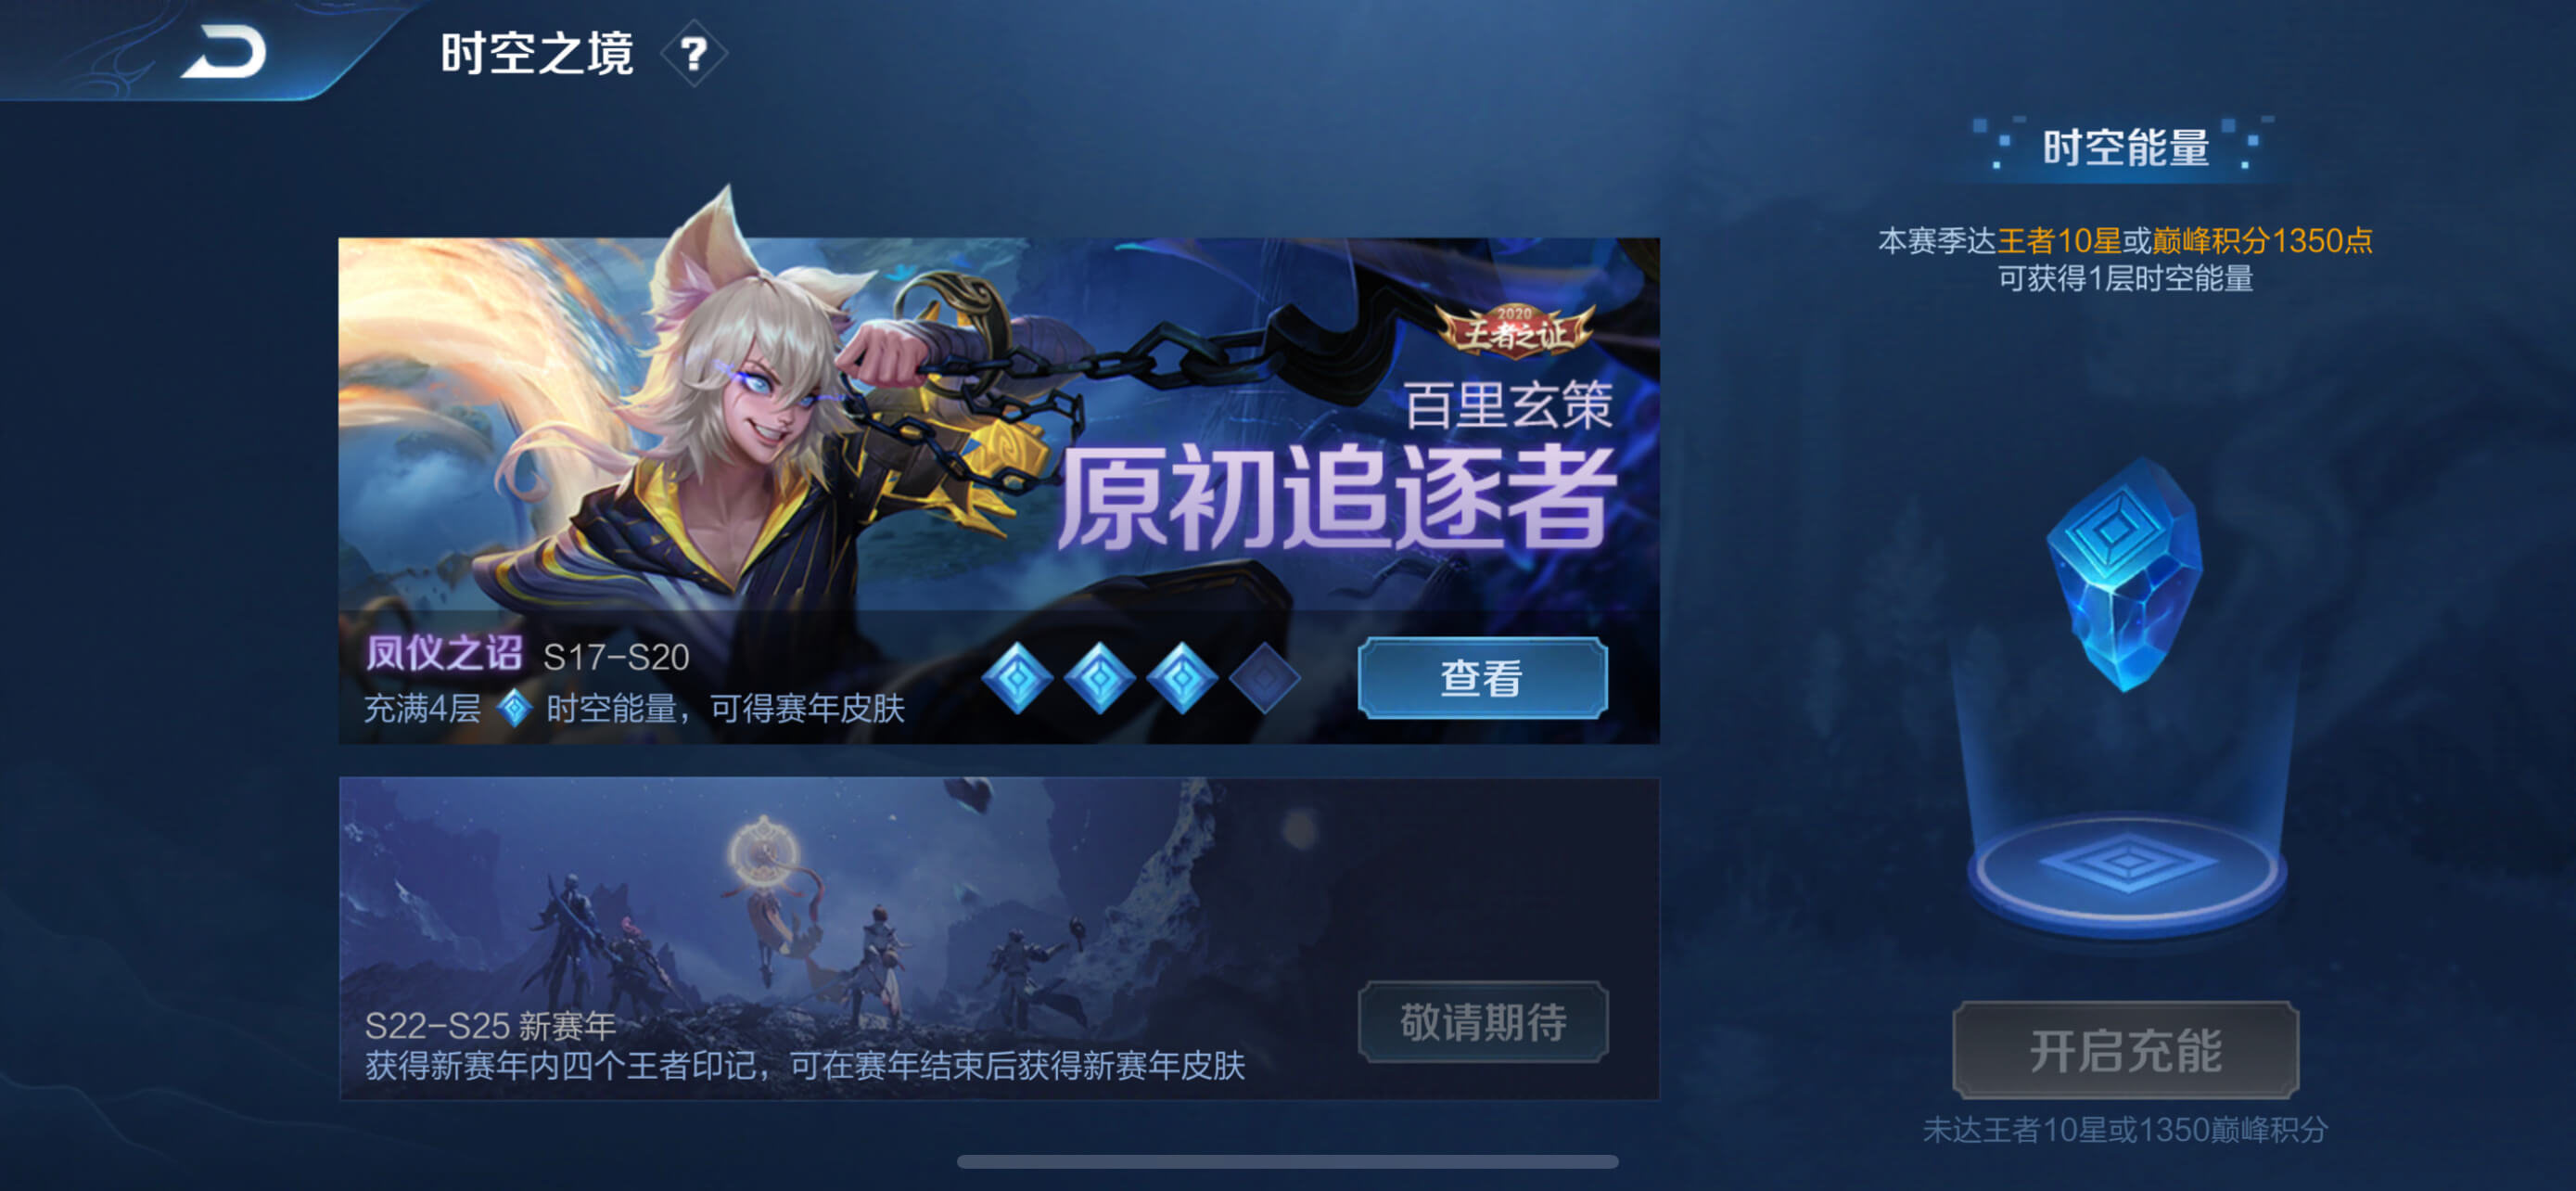 时空之境 ?
时空能量
本赛季达王者10星或巅峰积分1350点
可获得1层时空能量
2020
王者之证
百里玄策
原初追逐者
凤仪之诏 S17-S20
充满4层 时空能量，可得赛年皮肤
查看
S22-S25 新赛年
获得新赛年内四个王者印记，可在赛年结束后获得新赛年皮肤
敬请期待
开启充能
未达王者10星或1350巅峰积分